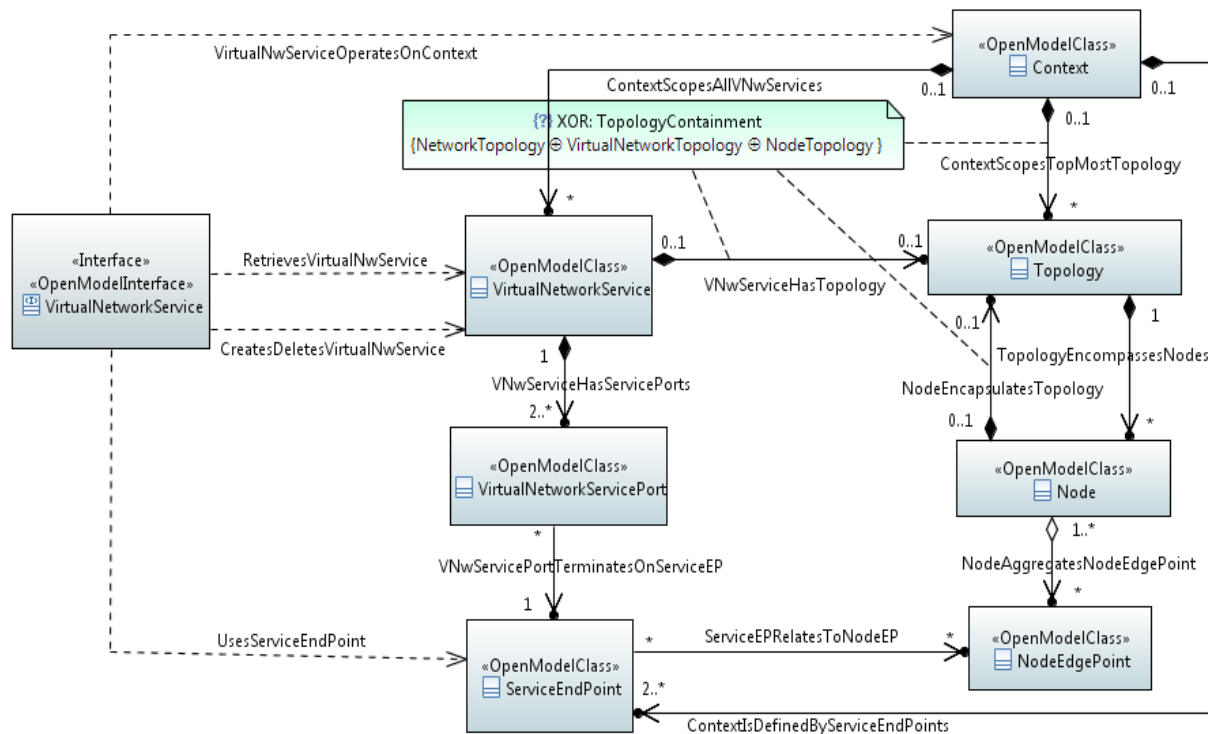 VirtualNwServiceOperatesOnContext
«OpenModelClass»
Context
0..1
0..1
0..1
ContextScopesAllVNwServices
{?} XOR: TopologyContainment
{NetworkTopology ⊕ VirtualNetworkTopology ⊕ NodeTopology }
ContextScopesTopMostTopology
*
*
«Interface»
«OpenModelInterface»
VirtualNetworkService
RetrievesVirtualNwService
CreatesDeletesVirtualNwService
«OpenModelClass»
VirtualNetworkService
0..1
0..1
VNwServiceHasTopology
«OpenModelClass»
Topology
1
VNwServiceHasServicePorts
2..*
0..1
1
TopologyEncompassesNodes
NodeEncapsulatesTopology
0..1
*
«OpenModelClass»
VirtualNetworkServicePort
«OpenModelClass»
Node
*
VNwServicePortTerminatesOnServiceEP
1
1..*
NodeAggregatesNodeEdgePoint
*
UsesServiceEndPoint
«OpenModelClass»
ServiceEndPoint
*
ServiceEPRelatesToNodeEP
*
«OpenModelClass»
NodeEdgePoint
2..*
ContextIsDefinedByServiceEndPoints